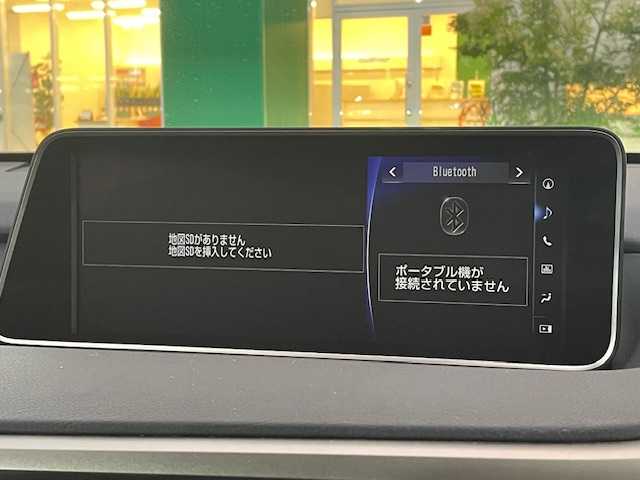 地図SDがありません
地図SDを挿入してください
Bluetooth
ポータブル機が
接続されていません